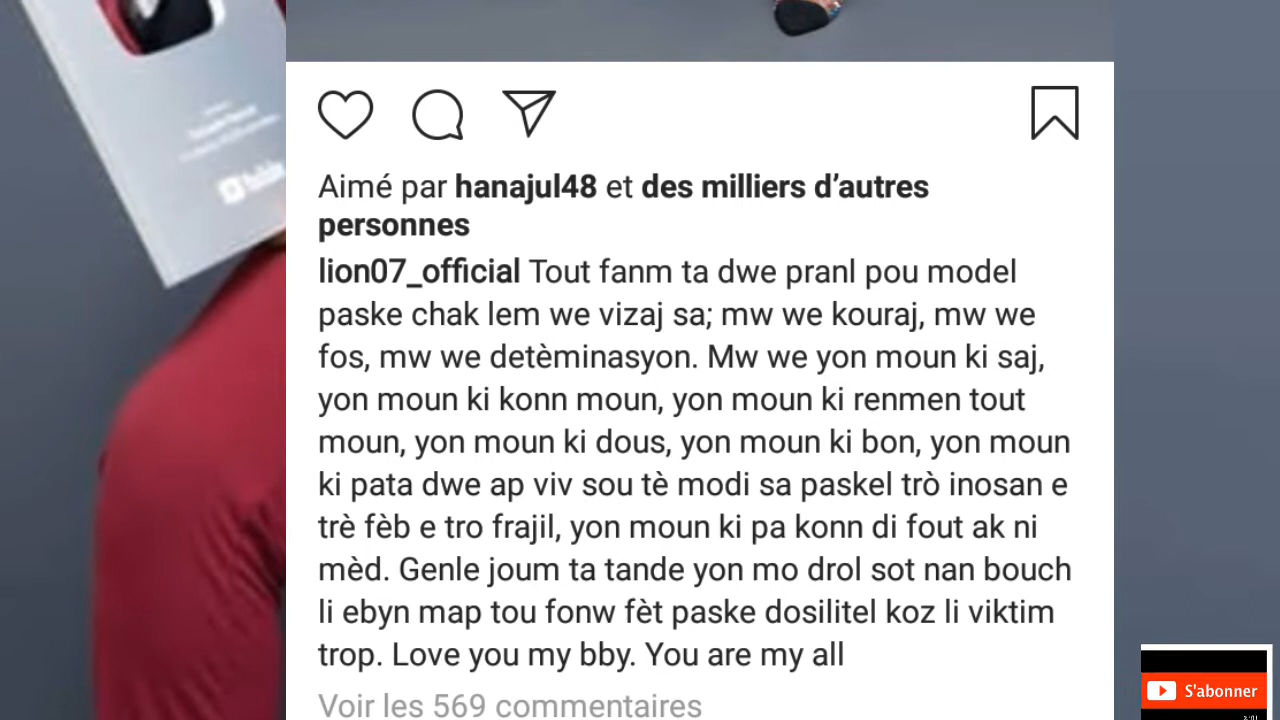 Aimé par hanajul48 et des milliers d’autres
personnes
lion07_official Tout fanm ta dwe pranl pou model
paske chak lem we vizaj sa; mw we kouraj, mw we
fos, mw we detèminasyon. Mw we yon moun ki saj,
yon moun ki konn moun, yon moun ki renmen tout
moun, yon moun ki dous, yon moun ki bon, yon moun
ki pata dwe ap viv sou tè modi sa paskel trò inosan e
trè fèb e tro frajil, yon moun ki pa konn di fout ak ni
mèd. Genle joum ta tande yon mo drol sot nan bouch
li ebyn map tou fonw fèt paske dosilitel koz li viktim
trop. Love you my bby. You are my all
Voir les 569 commentaires
S'abonner